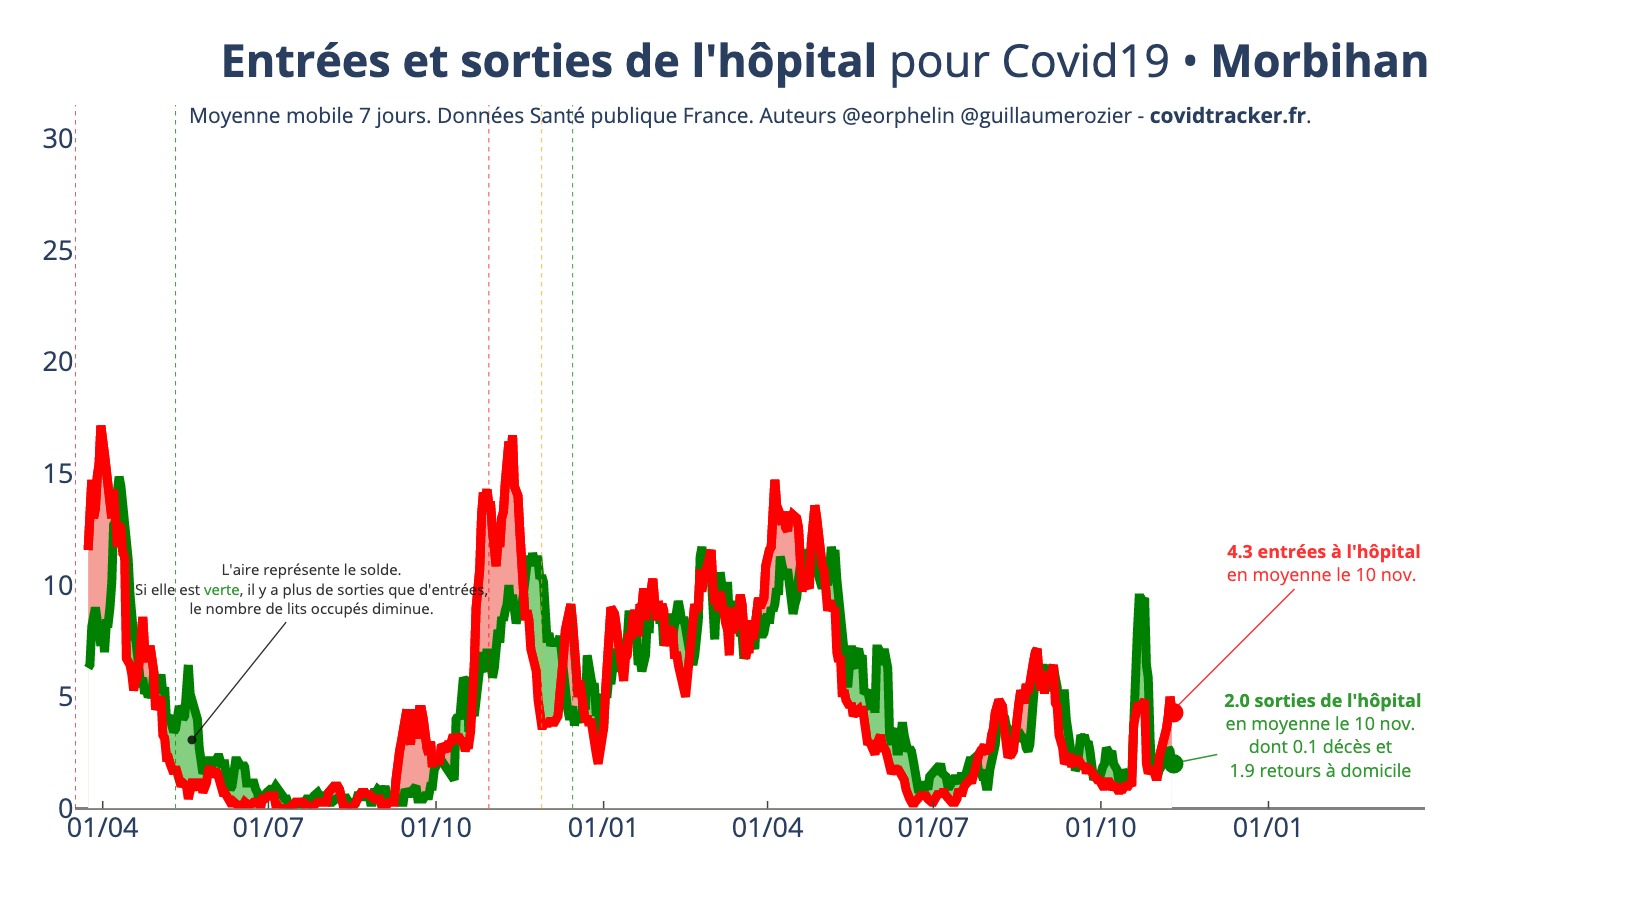 Entrées et sorties de l'hôpital pour Covid19 • Morbihan
Moyenne mobile 7 jours. Données Santé publique France. Auteurs @eorphelin @guillaumerozier - covidtracker.fr.
30
25
20
15
10
5
0
L'aire représente le solde.
Si elle est verte, il y a plus de sorties que d'entrées,
le nombre de lits occupés diminue.
4.3 entrées à l'hôpital
en moyenne le 10 nov.
2.0 sorties de l'hôpital
en moyenne le 10 nov.
dont 0.1 décès et
1.9 retours à domicile
01/04 01/07 01/10 01/01 01/04 01/07 01/10 01/01